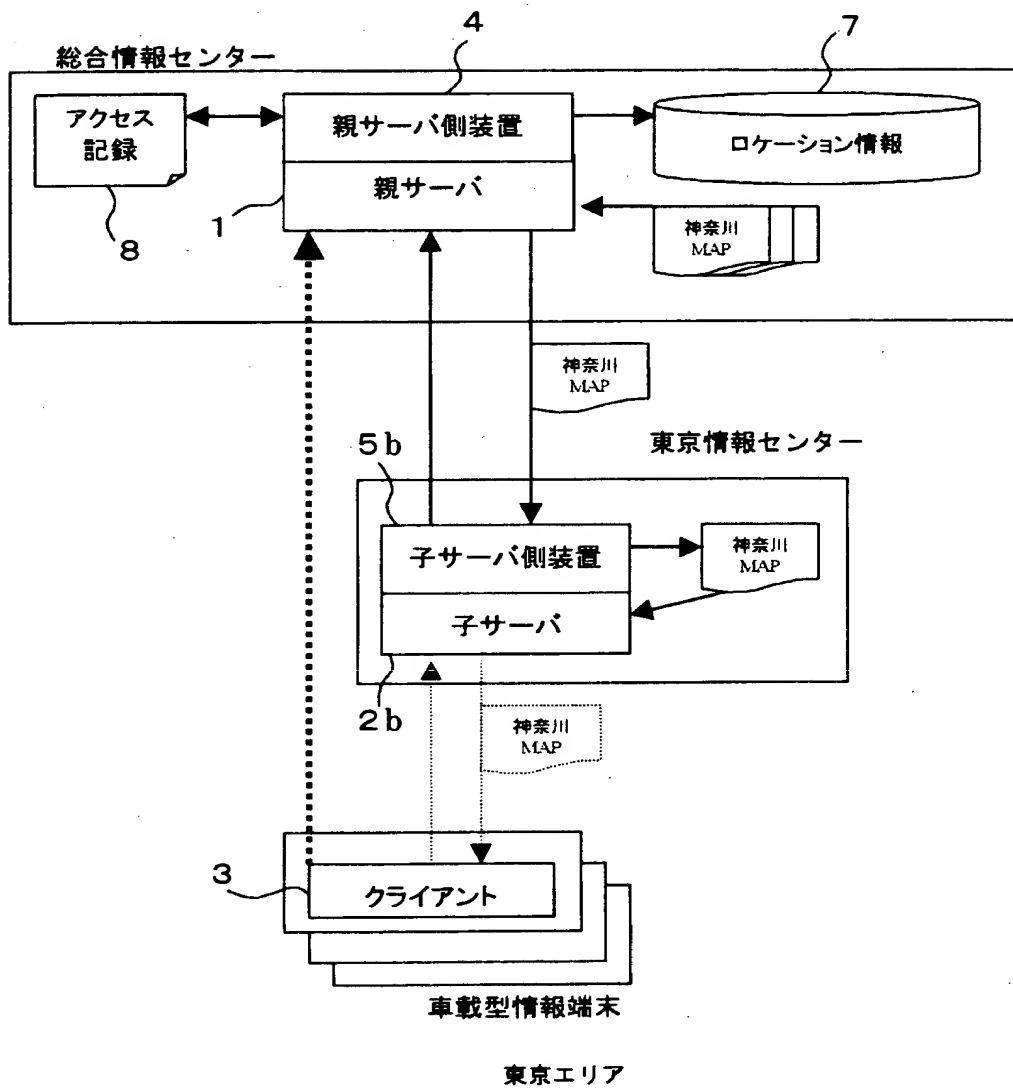 総合情報センター
4
7
アクセス
記録
親サーバ側装置
親サーバ
ロケーション情報
1
8
神奈川
MAP
神奈川
MAP
東京情報センター
5b
子サーバ側装置
子サーバ
神奈川
MAP
2b
神奈川
MAP
3
クライアント
車載型情報端末
東京エリア